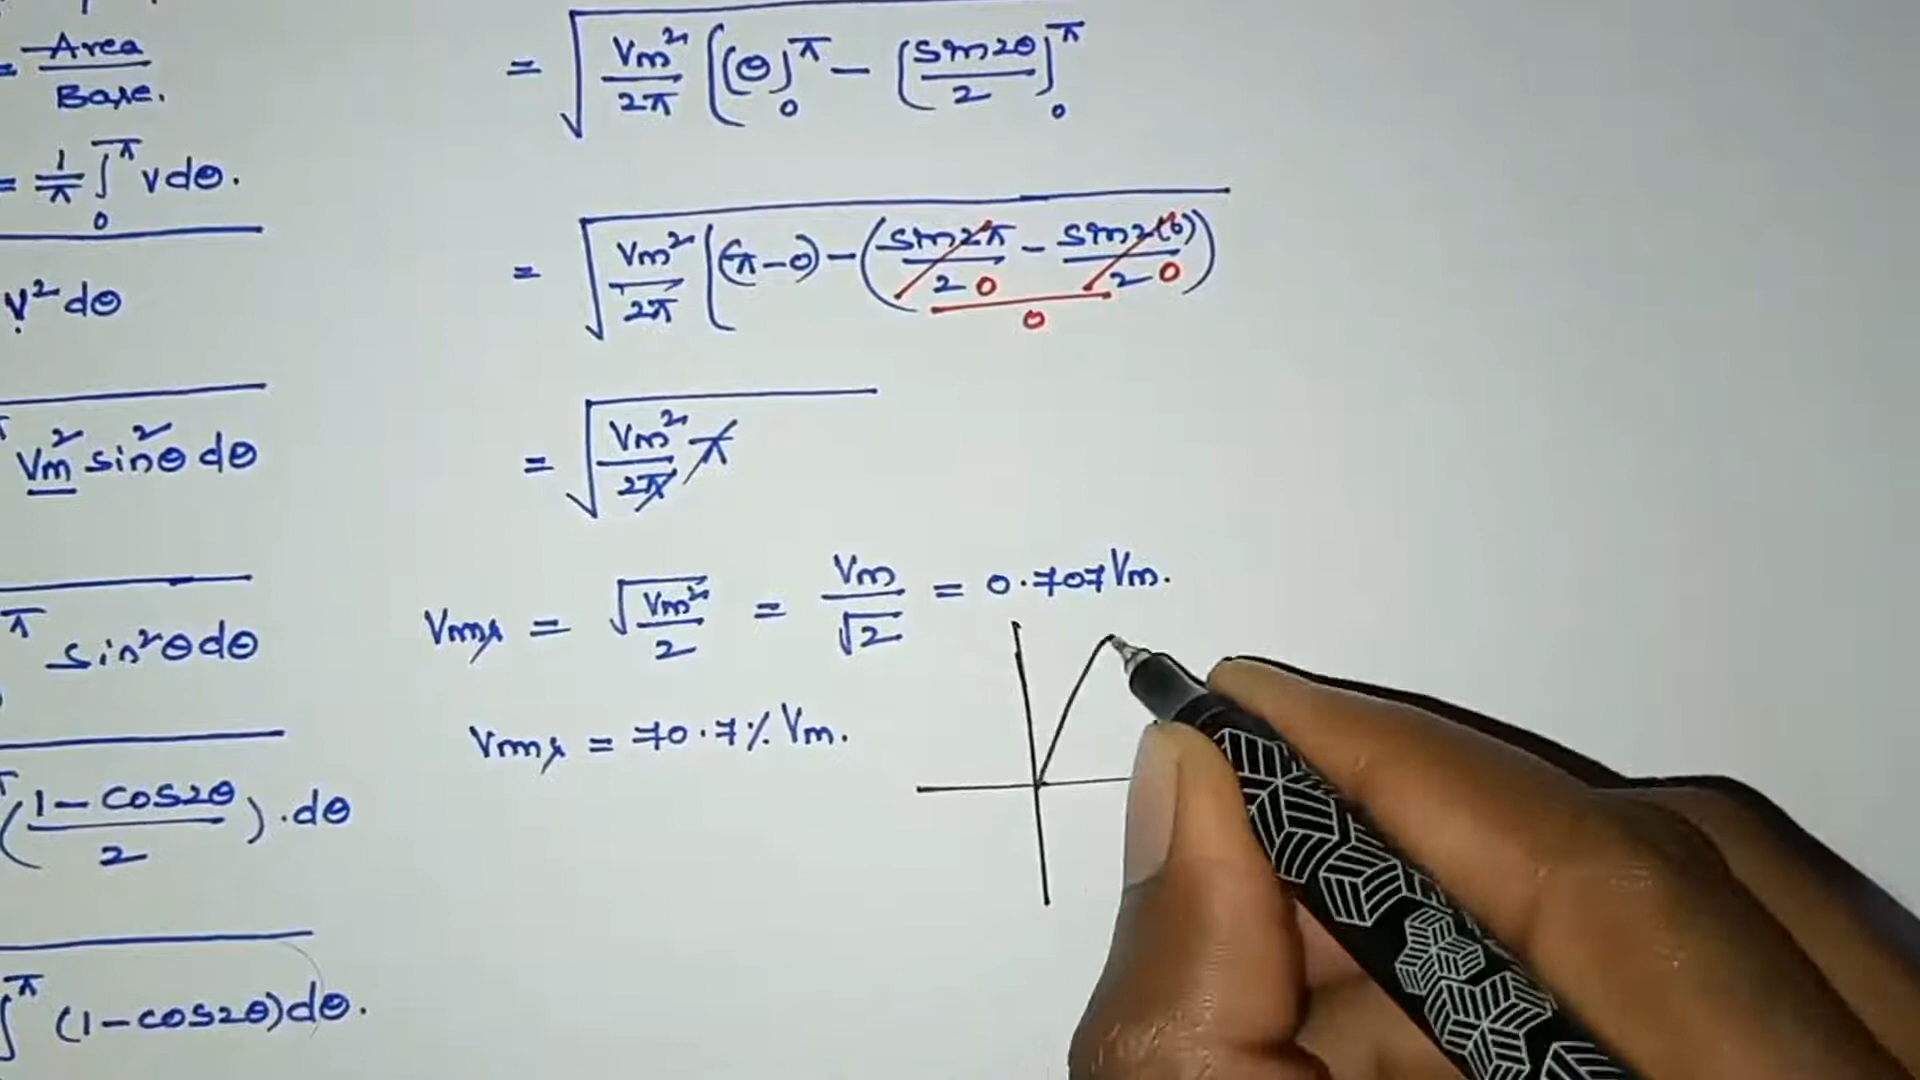 = Area / Base.
= 1/π ∫₀^π v dθ.
v² dθ
Vm² sin²θ dθ
π sin²θ dθ
((1 - cos2θ)/2) . dθ
∫^π (1 - cos2θ) dθ.
= √(Vm²/2π [(θ)₀^π - (sin2θ/2)₀^π
= √(Vm²/2π [(π-0) - (sin2π/2 - sin2(0)/2)
0 0
0
= √(Vm²/2π π
Vrms = √(Vm²/2) = Vm/√2 = 0.707 Vm.
Vrms = 70.7% Vm.